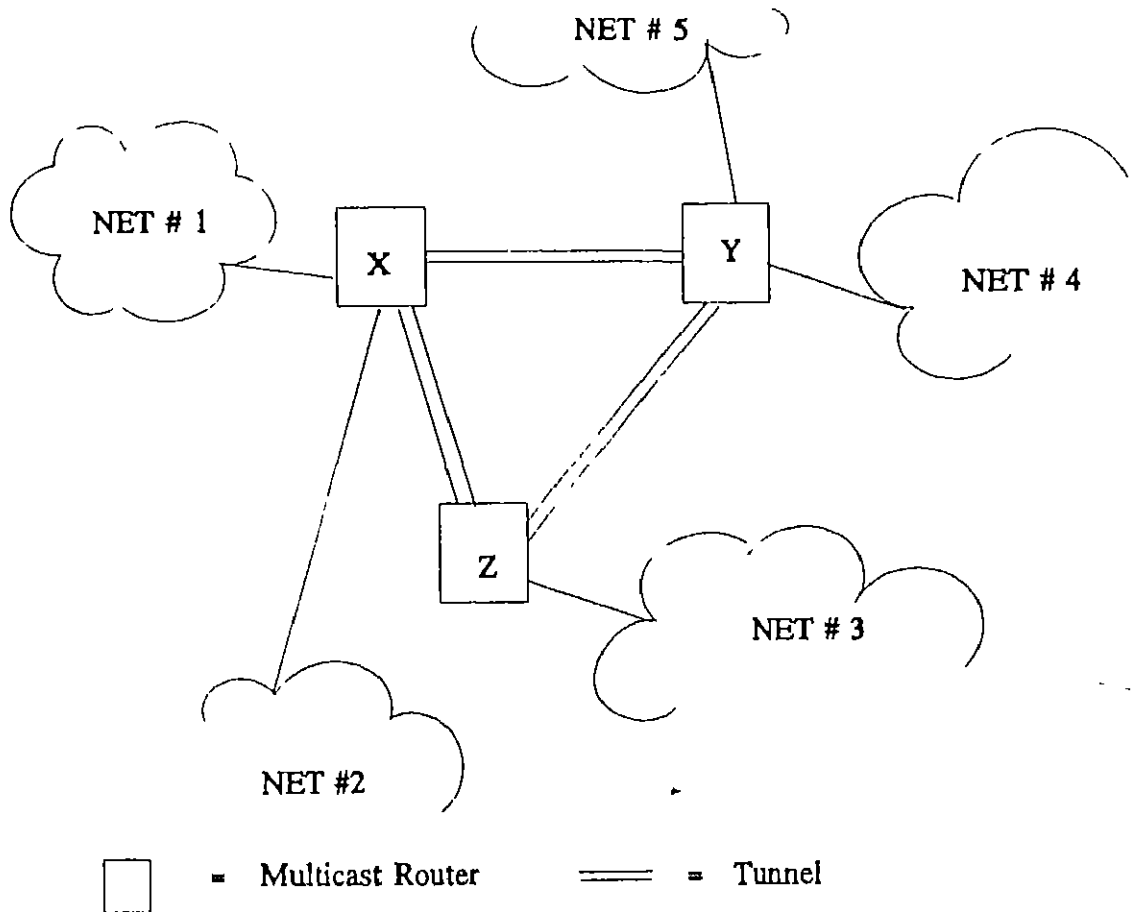 NET # 5
NET # 1
X
Y
NET # 4
Z
NET # 3
NET #2
= Multicast Router
= Tunnel